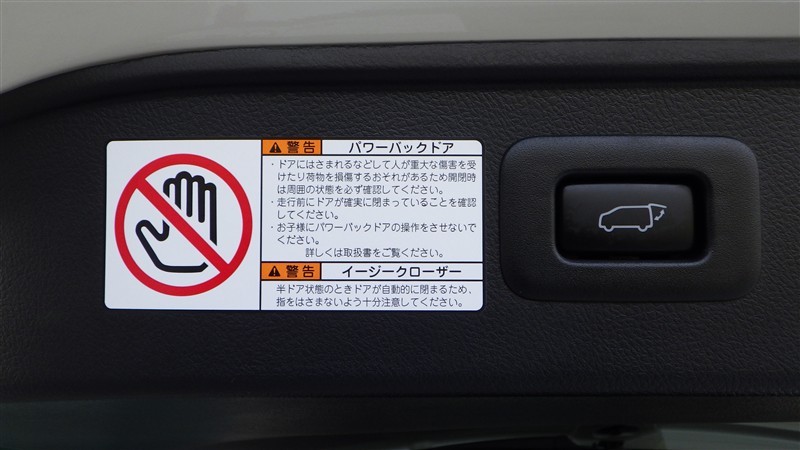 警告 パワーバックドア
・ドアにはさまれるなどして人が重大な傷害を受
けたり荷物を損傷するおそれがあるため開閉時
は周囲の状態を必ず確認してください。
・走行前にドアが確実に閉まっていることを確認
してください。
・お子様にパワーバックドアの操作をさせないで
ください。
詳しくは取扱書をご覧ください。
警告 イージークローザー
半ドア状態のときドアが自動的に閉まるため、
指をはさまないよう十分注意してください。